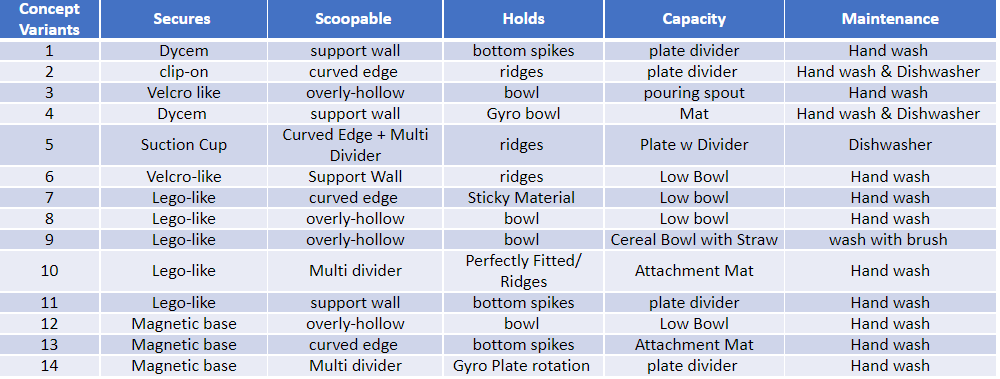 Concept Variants Secures Scoopable Holds Capacity Maintenance
1 Dycem support wall bottom spikes plate divider Hand wash
2 clip-on curved edge ridges plate divider Hand wash & Dishwasher
3 Velcro like overly-hollow bowl pouring spout Hand wash
4 Dycem support wall Gyro bowl Mat Hand wash & Dishwasher
5 Suction Cup Curved Edge + Multi Divider ridges Plate w Divider Dishwasher
6 Velcro-like Support Wall ridges Low Bowl Hand wash
7 Lego-like curved edge Sticky Material Low bowl Hand wash
8 Lego-like overly-hollow bowl Low bowl Hand wash
9 Lego-like overly-hollow bowl Cereal Bowl with Straw wash with brush
10 Lego-like Multi divider Perfectly Fitted/ Ridges Attachment Mat Hand wash
11 Lego-like support wall bottom spikes plate divider Hand wash
12 Magnetic base overly-hollow bowl Low Bowl Hand wash
13 Magnetic base curved edge bottom spikes Attachment Mat Hand wash
14 Magnetic base Multi divider Gyro Plate rotation plate divider Hand wash